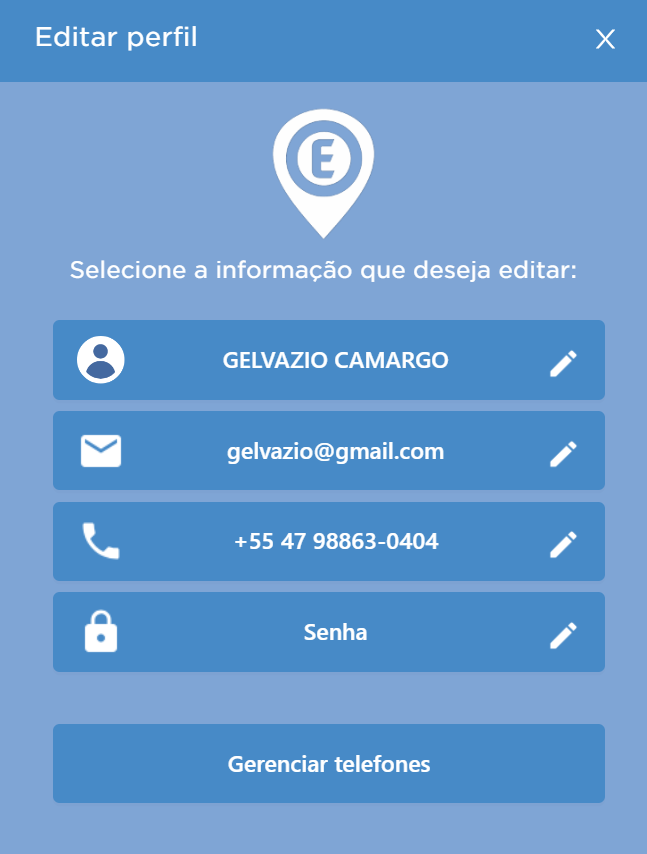 Editar perfil
X
E
Selecione a informação que deseja editar:
GELVAZIO CAMARGO
gelvazio@gmail.com
+55 47 98863-0404
Senha
Gerenciar telefones